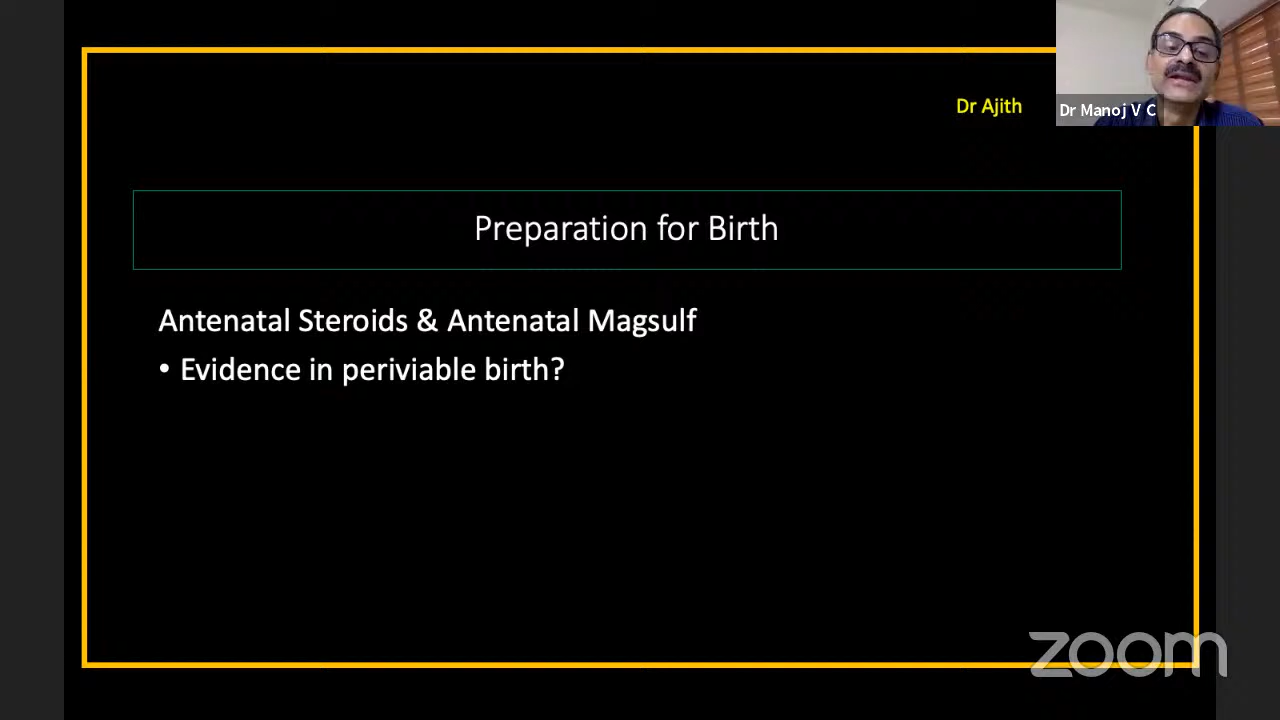 Dr Ajith
Dr Manoj V C
Preparation for Birth
Antenatal Steroids & Antenatal Magsulf
• Evidence in periviable birth?
zoom